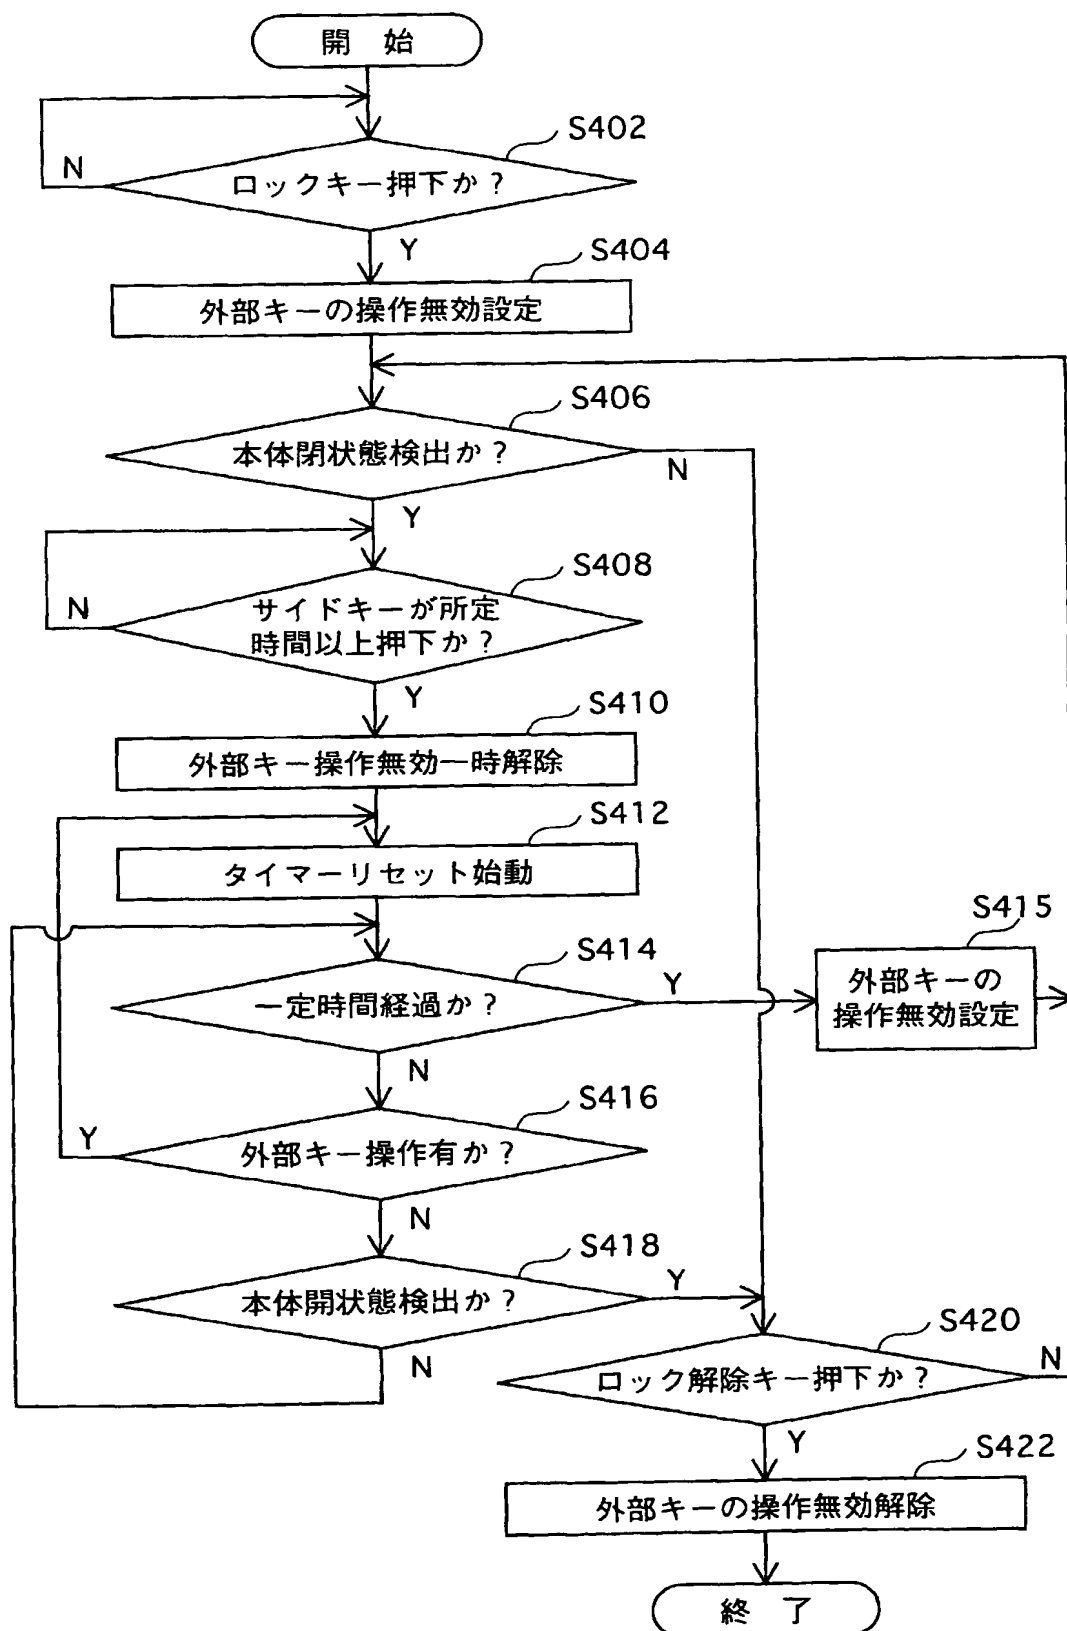 開 始
S402
ロックキー押下か？
N
Y
S404
外部キーの操作無効設定
S406
本体閉状態検出か？
N
Y
S408
サイドキーが所定
時間以上押下か？
N
Y
S410
外部キー操作無効一時解除
S412
タイマーリセット始動
S414
一定時間経過か？
Y
N
S415
外部キーの
操作無効設定
S416
外部キー操作有か？
Y
N
S418
本体開状態検出か？
Y
N
S420
ロック解除キー押下か？
N
Y
S422
外部キーの操作無効解除
終 了